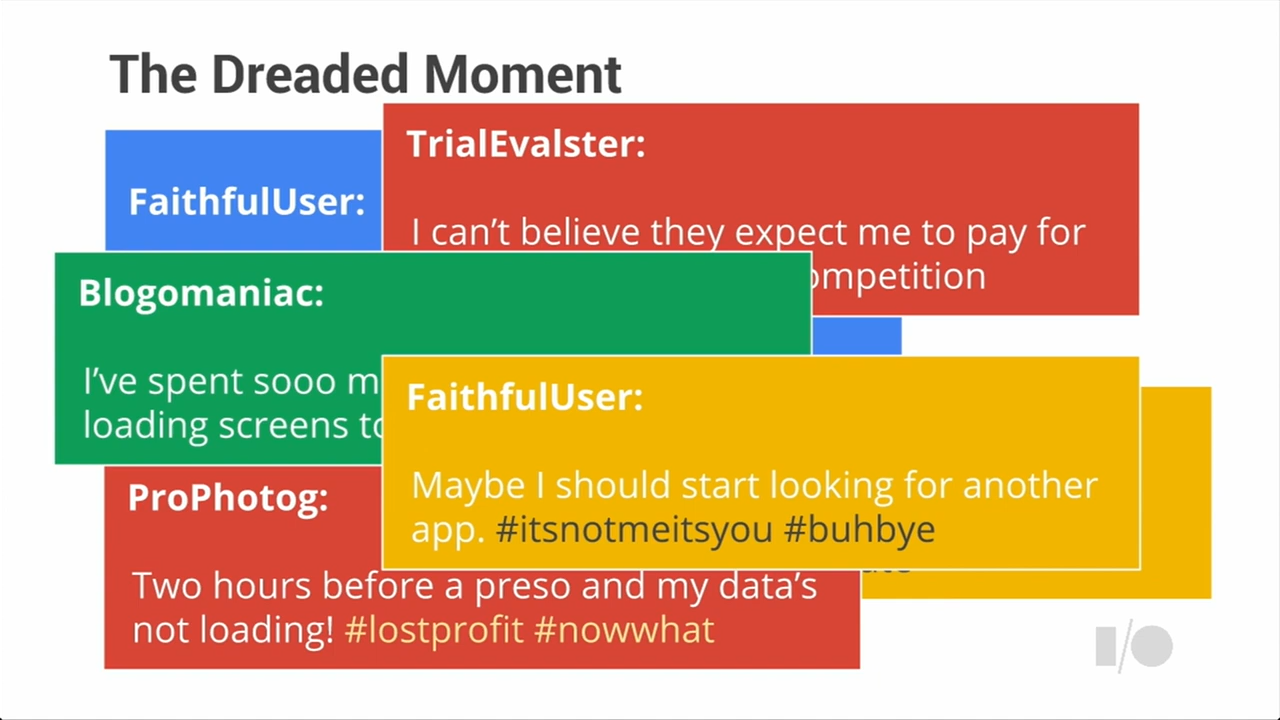 The Dreaded Moment
TrialEvalster:
FaithfulUser:
I can't believe they expect me to pay for
Blogomaniac:
I've spent sooo
loading screens
FaithfulUser:
Maybe I should start looking for another
app. #itsnotmeitsyou #buhbye
ProPhotog:
Two hours before a preso and my data's
not loading! #lostprofit #nowwhat
I/O